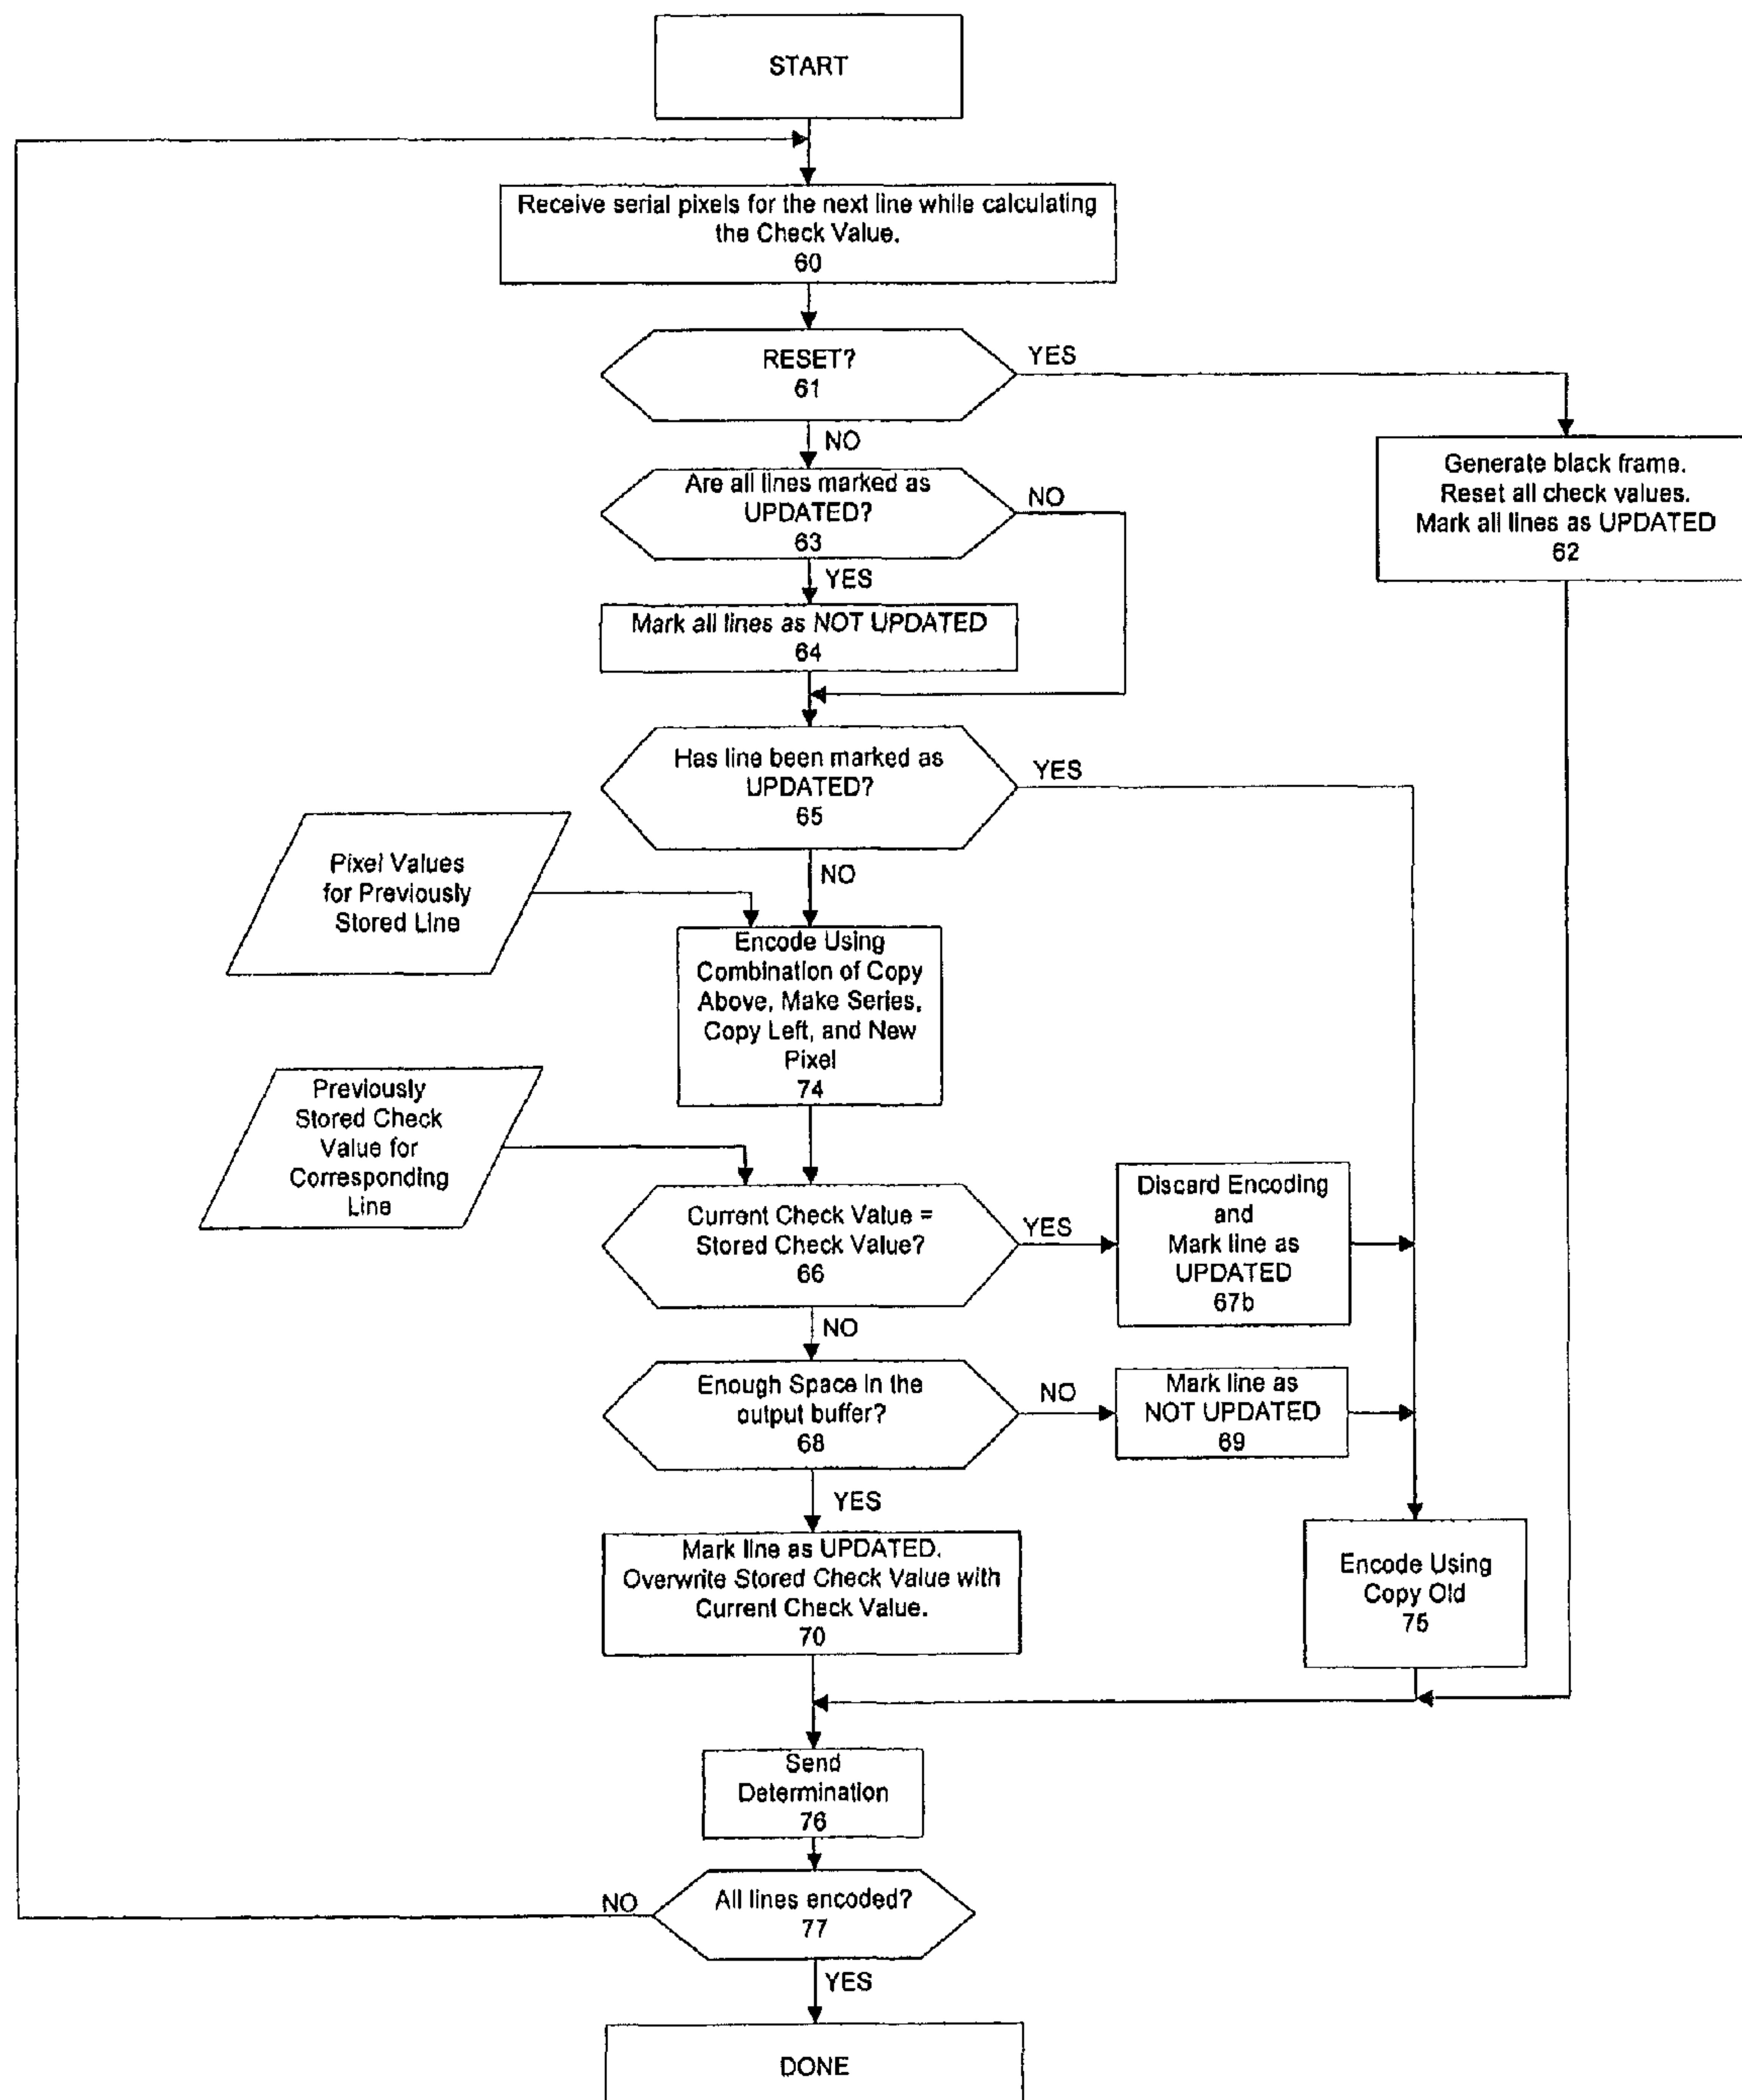 START
Receive serial pixels for the next line while calculating
the Check Value.
60
RESET?
61
YES
NO
Generate black frame.
Reset all check values.
Mark all lines as UPDATED
62
Are all lines marked as
UPDATED?
63
NO
YES
Mark all lines as NOT UPDATED
64
Has line been marked as
UPDATED?
65
YES
NO
Pixel Values
for Previously
Stored Line
Encode Using
Combination of Copy
Above, Make Series,
Copy Left, and New
Pixel
74
Previously
Stored Check
Value for
Corresponding
Line
Current Check Value =
Stored Check Value?
66
YES
Discard Encoding
and
Mark line as
UPDATED
67b
NO
Enough Space in the
output buffer?
68
NO
Mark line as
NOT UPDATED
69
YES
Mark line as UPDATED.
Overwrite Stored Check Value with
Current Check Value.
70
Encode Using
Copy Old
75
Send
Determination
76
All lines encoded?
77
NO
YES
DONE